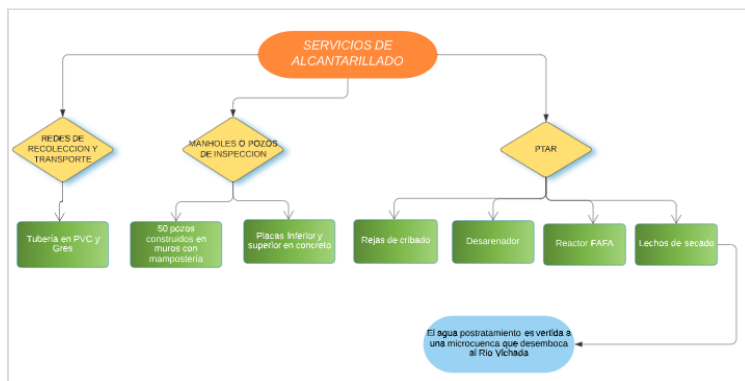 SERVICIOS DE
ALCANTARILLADO
REDES DE
RECOLECCION Y
TRANSPORTE
MANHOLES O POZOS
DE INSPECCION
PTAR
Tubería en PVC y
Gres
50 pozos
construidos en
muros con
mampostería
Placas Inferior y
superior en concreto
Rejas de cribado
Desarenador
Reactor FAFA
Lechos de secado
El agua postratamiento es vertida a
una microcuenca que desemboca
al Rio Vichada